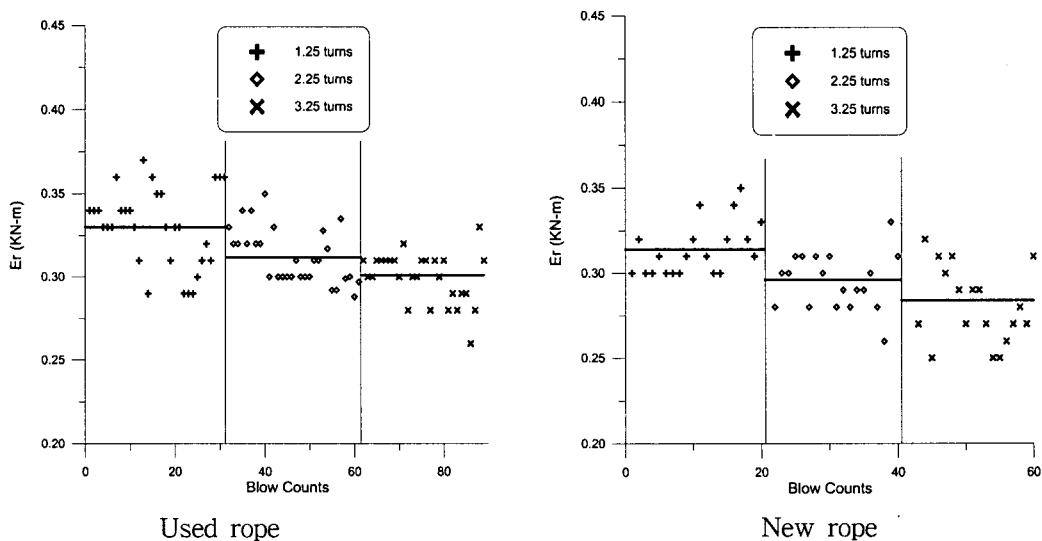 0.45
0.40
0.35
0.30
0.25
0.20
Er (KN-m)
1.25 turns
2.25 turns
3.25 turns
0
20
40
60
80
Blow Counts
Used rope
0.45
0.40
0.35
0.30
0.25
0.20
Er (KN-m)
1.25 turns
2.25 turns
3.25 turns
0
20
40
60
Blow Counts
New rope